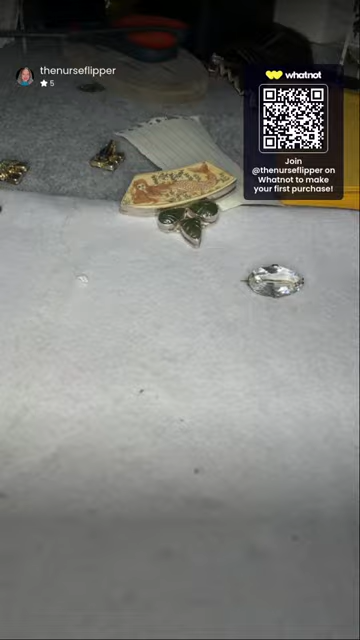 thenurseflipper
★ 5
whatnot
Join
@thenurseflipper on
Whatnot to make
your first purchase!